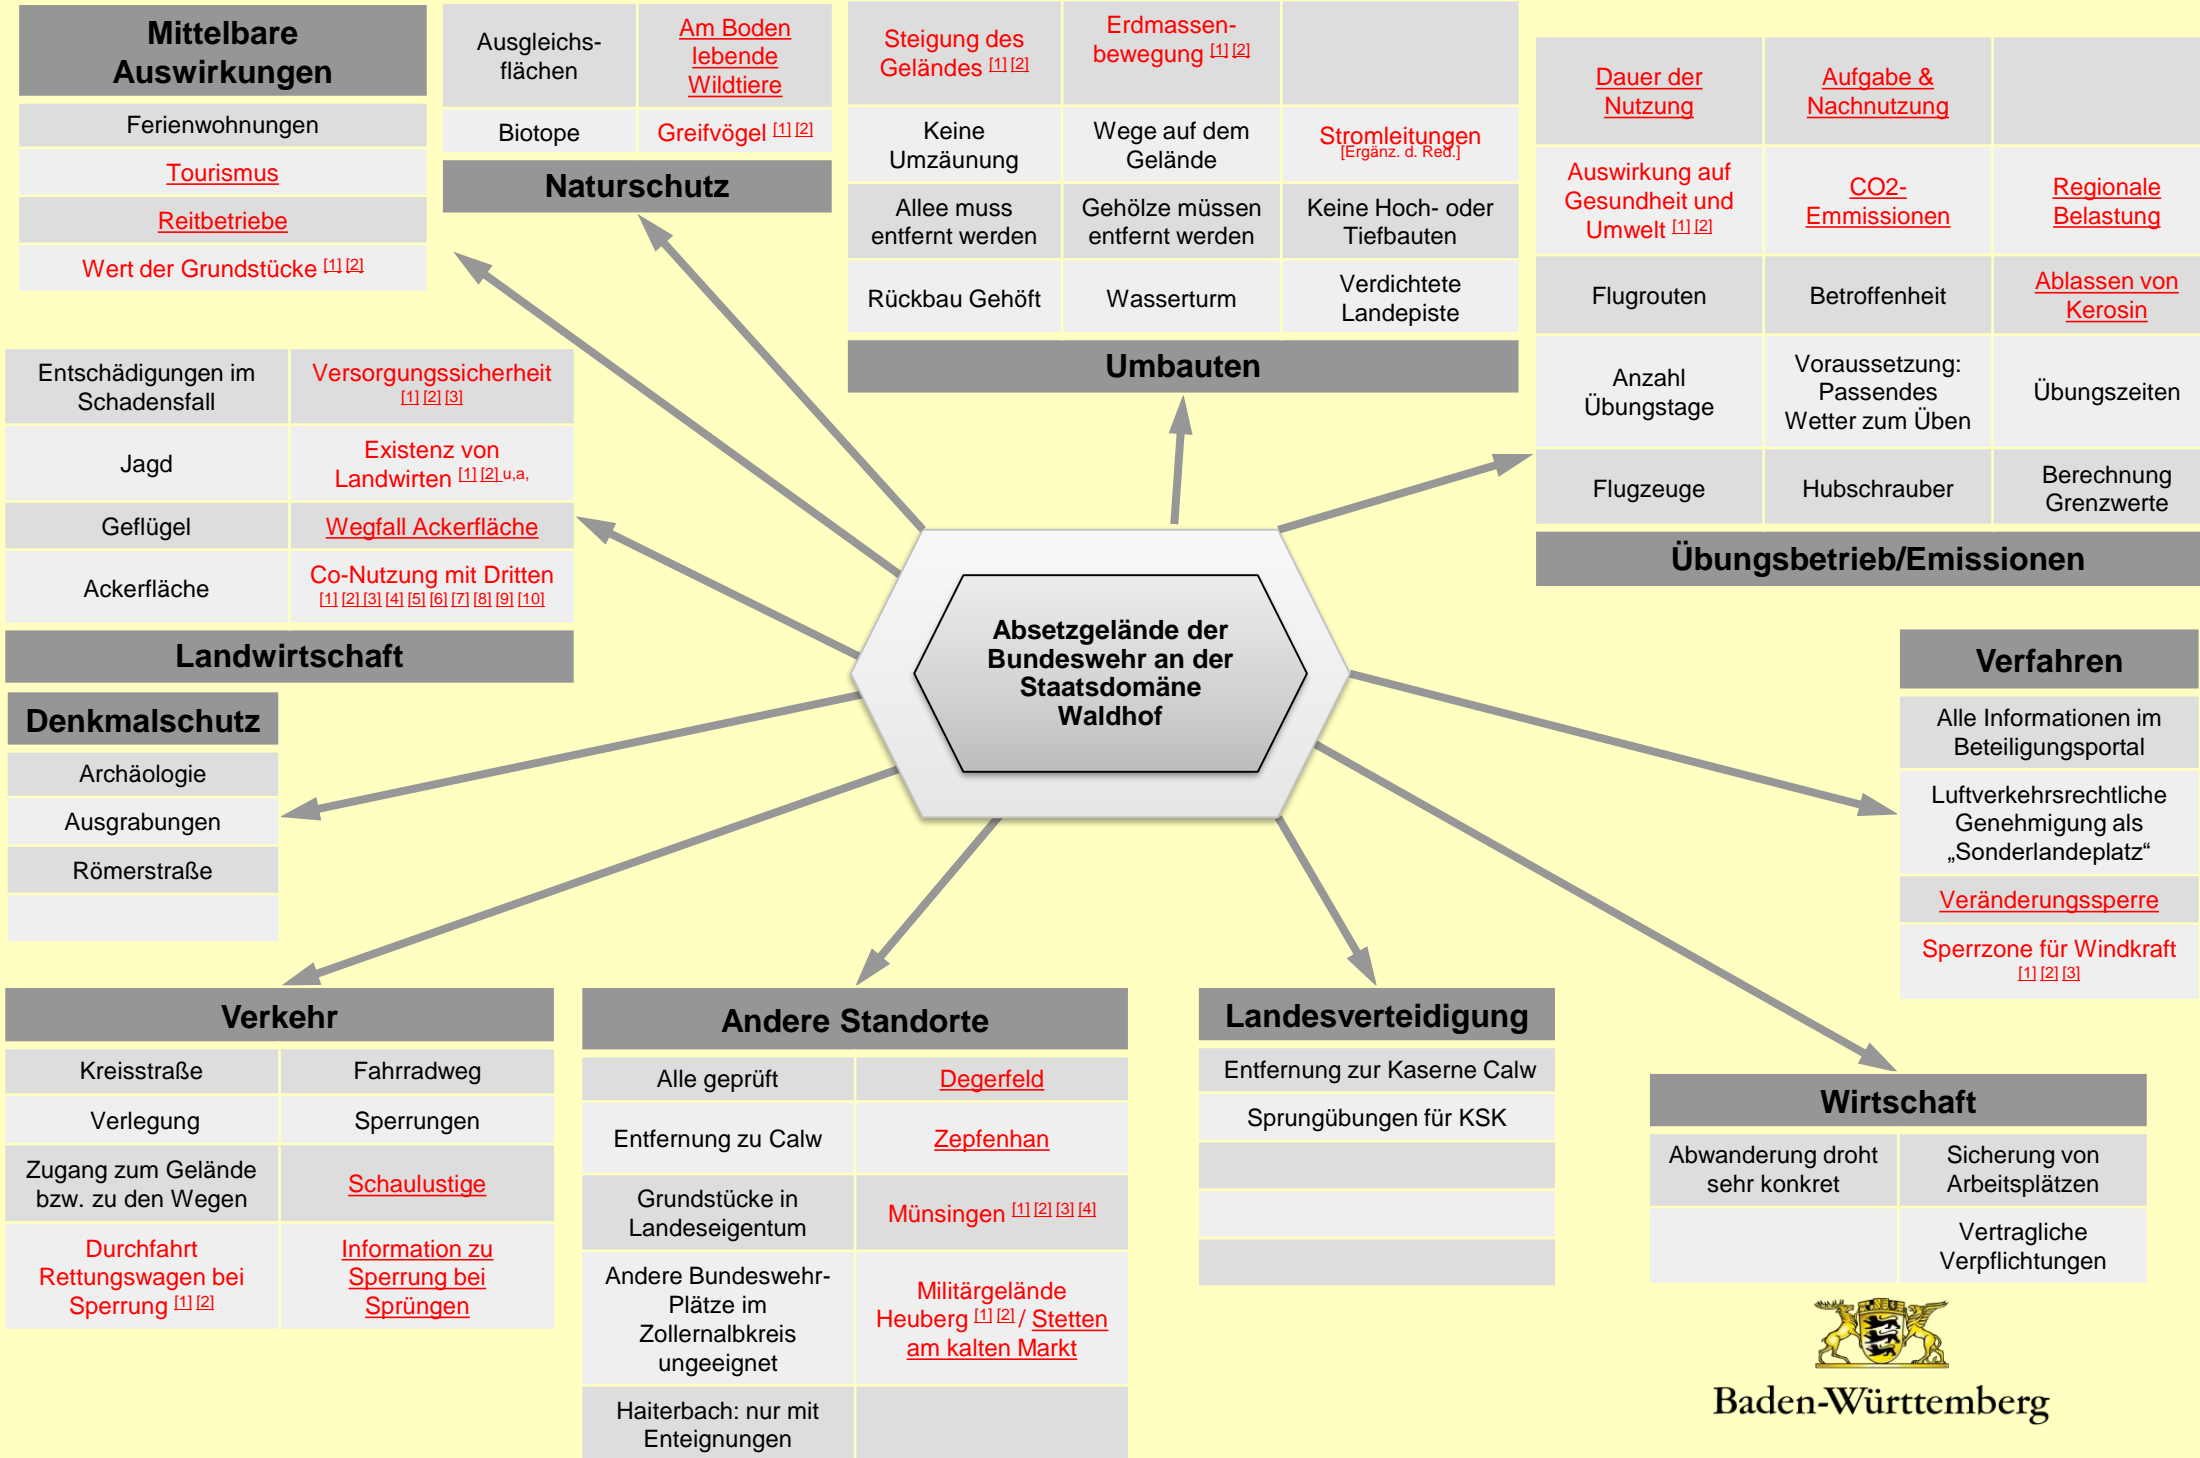 Mittelbare
Auswirkungen
Ferienwohnungen
Tourismus
Reitbetriebe
Wert der Grundstücke [1] [2]
Ausgleichs-
flächen
Am Boden
lebende
Wildtiere
Biotope
Greifvögel [1] [2]
Naturschutz
Steigung des
Geländes [1] [2]
Erdmassen-
bewegung [1] [2]
Keine
Umzäunung
Wege auf dem
Gelände
Stromleitungen
[Ergänz. d. Red.]
Allee muss
entfernt werden
Gehölze müssen
entfernt werden
Keine Hoch- oder
Tiefbauten
Rückbau Gehöft
Wasserturm
Verdichtete
Landepiste
Umbauten
Dauer der
Nutzung
Aufgabe &
Nachnutzung
Auswirkung auf
Gesundheit und
Umwelt [1] [2]
CO2-
Emmissionen
Regionale
Belastung
Flugrouten
Betroffenheit
Ablassen von
Kerosin
Anzahl
Übungstage
Voraussetzung:
Passendes
Wetter zum Üben
Übungszeiten
Flugzeuge
Hubschrauber
Berechnung
Grenzwerte
Übungsbetrieb/Emissionen
Entschädigungen im
Schadensfall
Versorgungssicherheit
[1] [2] [3]
Jagd
Existenz von
Landwirten [1] [2] u,a,
Geflügel
Wegfall Ackerfläche
Ackerfläche
Co-Nutzung mit Dritten
[1] [2] [3] [4] [5] [6] [7] [8] [9] [10]
Landwirtschaft
Absetzgelände der
Bundeswehr an der
Staatsdomäne
Waldhof
Denkmalschutz
Archäologie
Ausgrabungen
Römerstraße
Verfahren
Alle Informationen im
Beteiligungsportal
Luftverkehrsrechtliche
Genehmigung als
„Sonderlandeplatz“
Veränderungssperre
Sperrzone für Windkraft
[1] [2] [3]
Verkehr
Kreisstraße
Fahrradweg
Verlegung
Sperrungen
Zugang zum Gelände
bzw. zu den Wegen
Schaulustige
Durchfahrt
Rettungswagen bei
Sperrung [1] [2]
Information zu
Sperrung bei
Sprüngen
Andere Standorte
Alle geprüft
Degerfeld
Entfernung zu Calw
Zepfenhan
Grundstücke in
Landeseigentum
Münsingen [1] [2] [3] [4]
Andere Bundeswehr-
Plätze im
Zollernalbkreis
ungeeignet
Militärgelände
Heuberg [1] [2] / Stetten
am kalten Markt
Haiterbach: nur mit
Enteignungen
Landesverteidigung
Entfernung zur Kaserne Calw
Sprungübungen für KSK
Wirtschaft
Abwanderung droht
sehr konkret
Sicherung von
Arbeitsplätzen
Vertragliche
Verpflichtungen
Baden-Württemberg